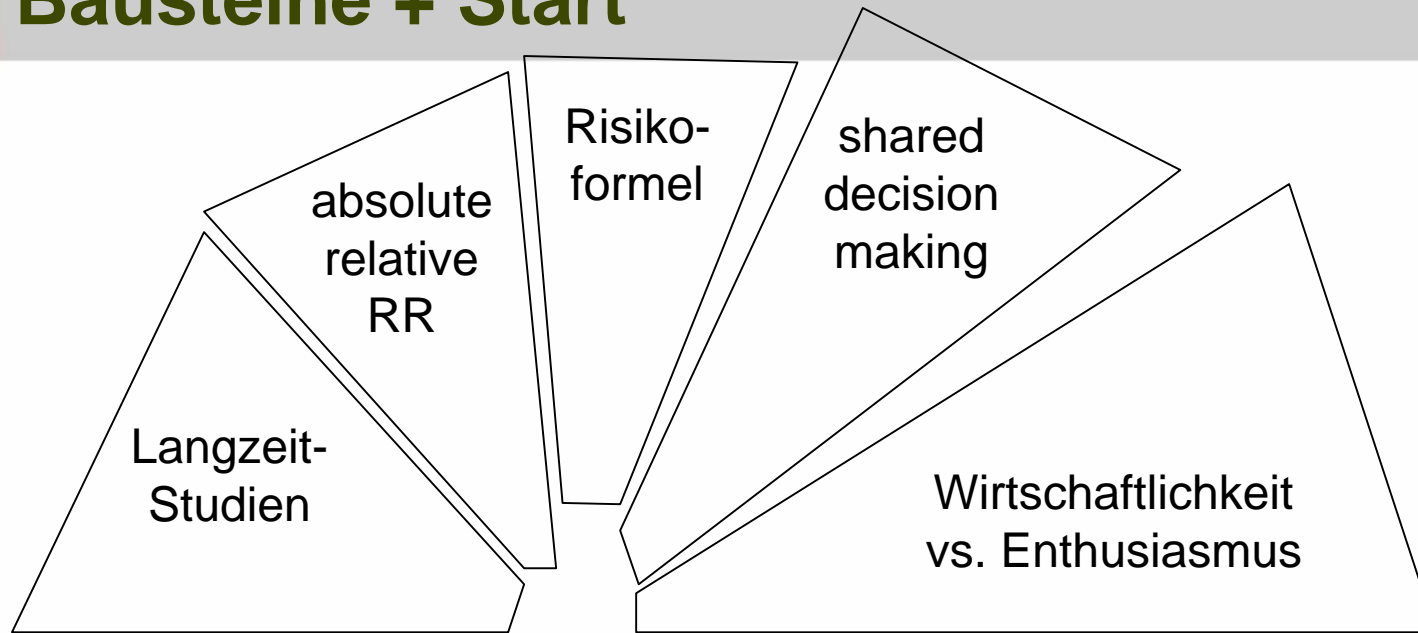 Bausteine + Start
Langzeit-
Studien
absolute
relative
RR
Risiko-
formel
shared
decision
making
Wirtschaftlichkeit
vs. Enthusiasmus